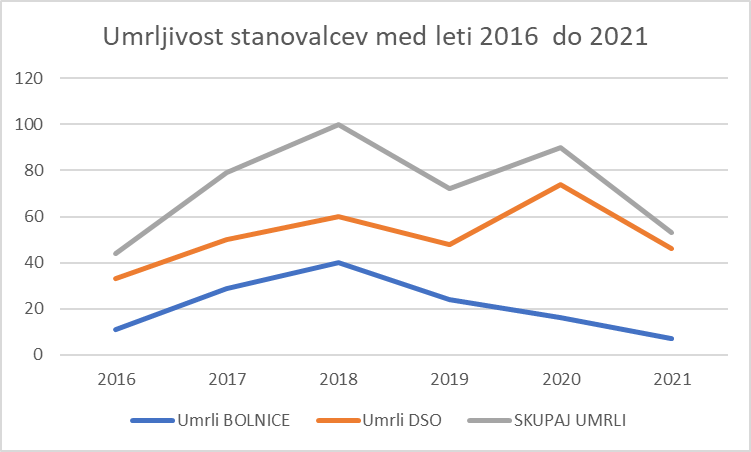 Umrljivost stanovalcev med leti 2016  do 2021
120
100
80
60
40
20
0
2016 2017 2018 2019 2020 2021
Umrli BOLNICE Umrli DSO SKUPAJ UMRLI